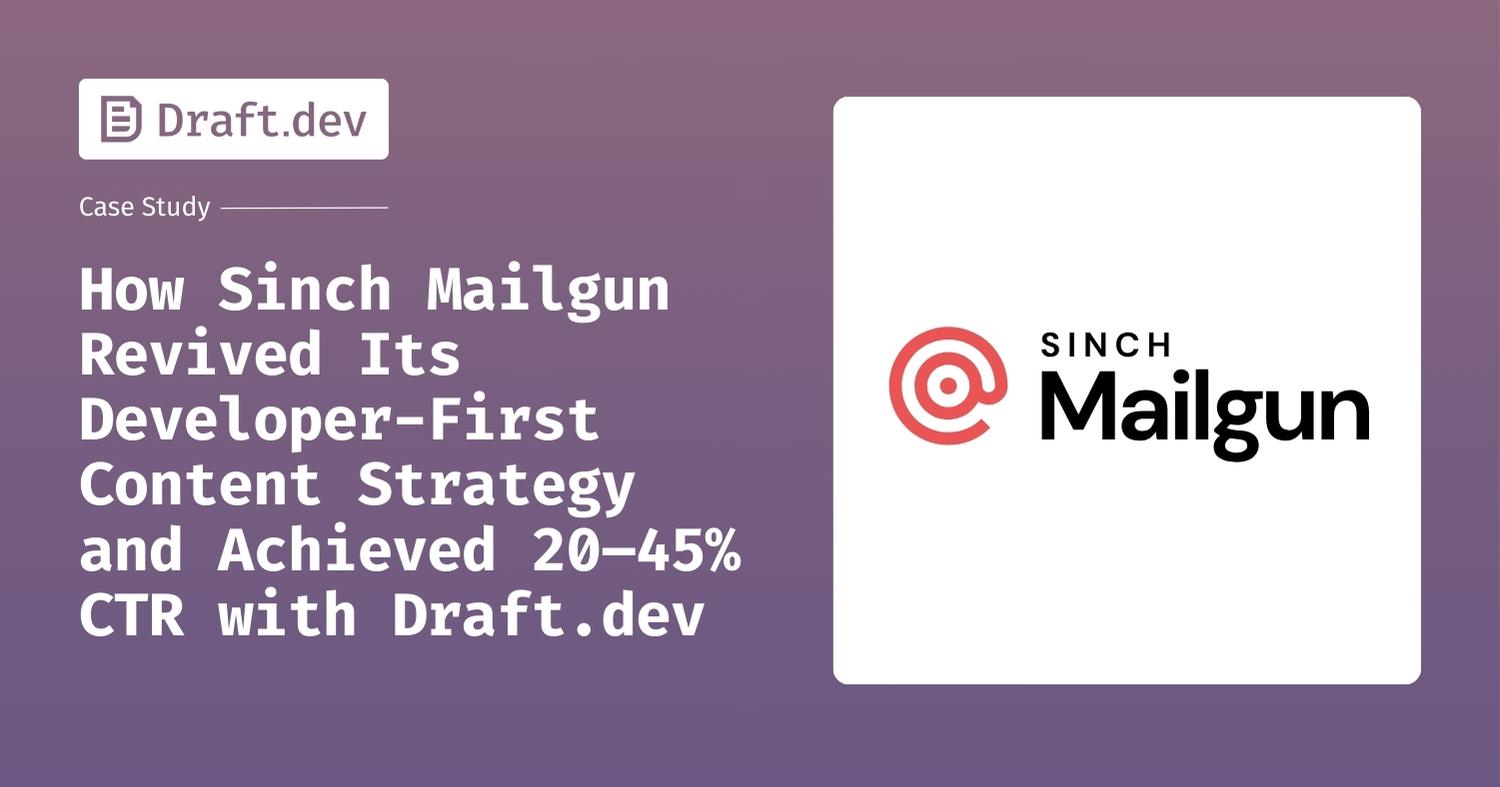 Draft.dev
Case Study
How Sinch Mailgun
Revived Its
Developer-First
Content Strategy
and Achieved 20–45%
CTR with Draft.dev
SINCH
Mailgun